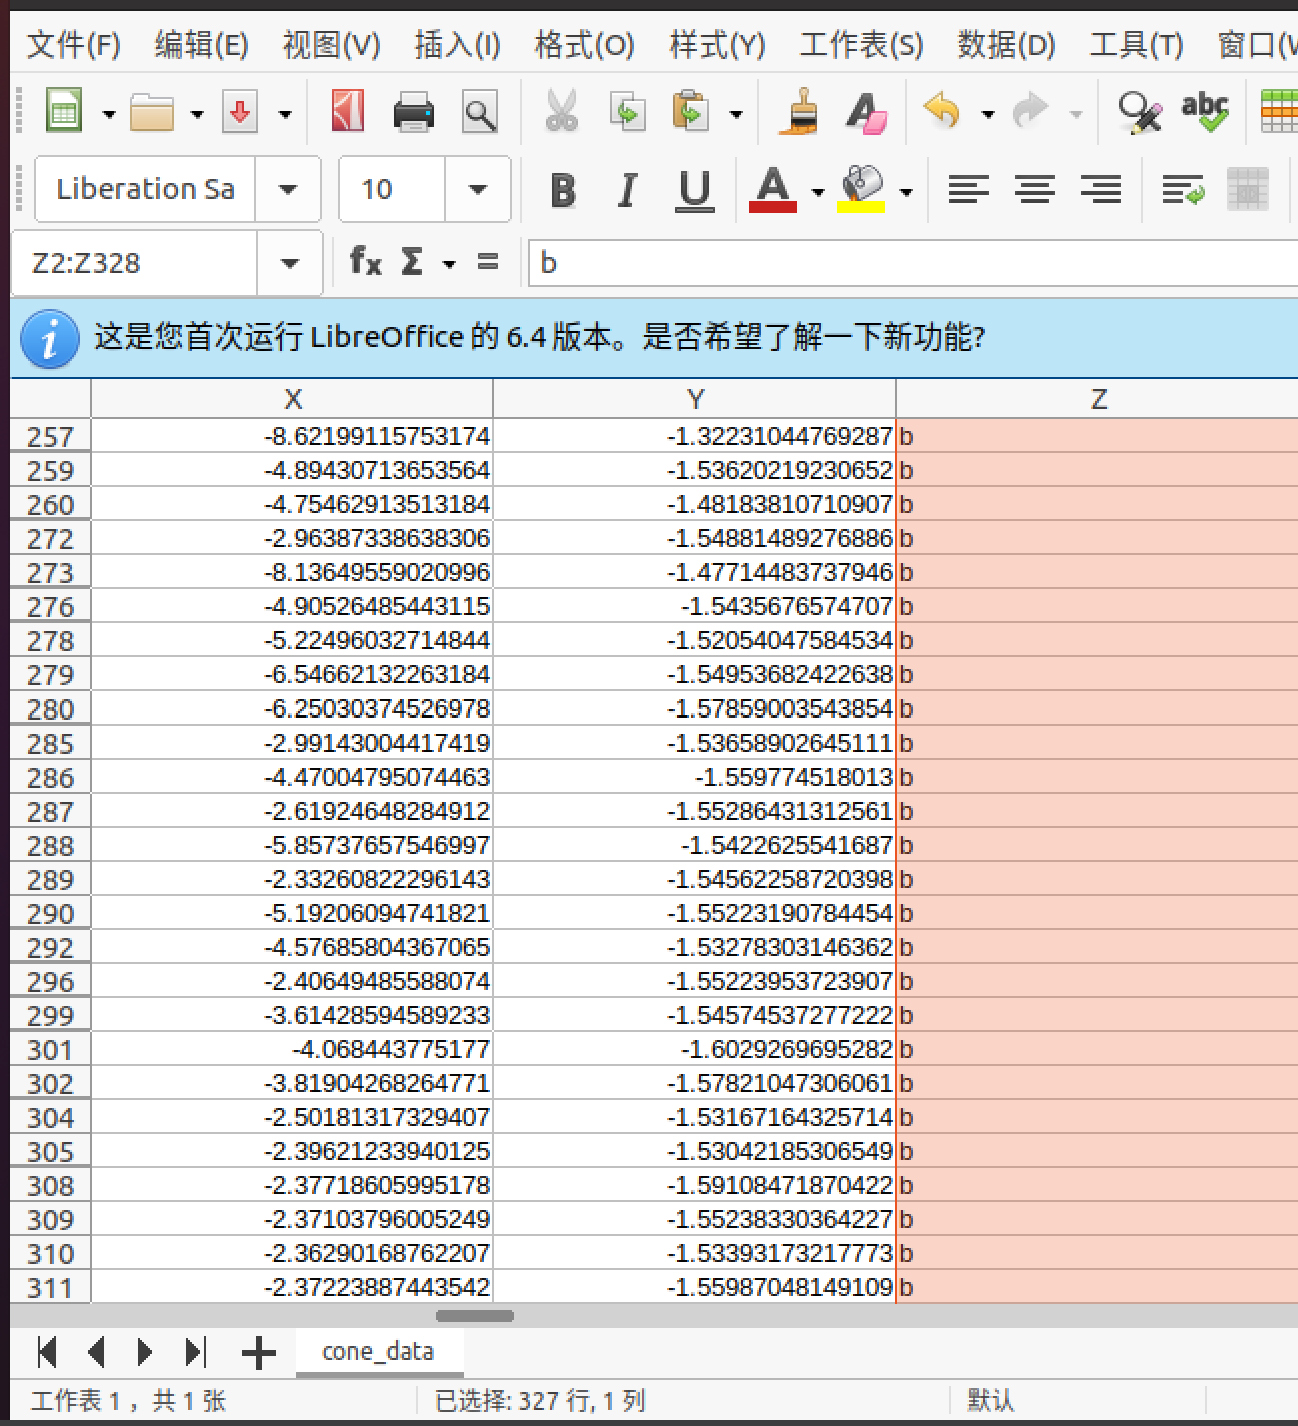 文件(F) 编辑(E) 视图(V) 插入(I) 格式(O) 样式(Y) 工作表(S) 数据(D) 工具(T) 窗口(W
abc
Liberation Sa 10 B I U A
Z2:Z328 fx Σ = b
这是您首次运行 LibreOffice 的 6.4 版本。是否希望了解一下新功能?
X Y Z
257 -8.62199115753174 -1.32231044769287 b
259 -4.89430713653564 -1.53620219230652 b
260 -4.75462913513184 -1.48183810710907 b
272 -2.96387338638306 -1.54881489276886 b
273 -8.13649559020996 -1.47714483737946 b
276 -4.90526485443115 -1.5435676574707 b
278 -5.22496032714844 -1.52054047584534 b
279 -6.54662132263184 -1.54953682422638 b
280 -6.25030374526978 -1.57859003543854 b
285 -2.99143004417419 -1.53658902645111 b
286 -4.47004795074463 -1.559774518013 b
287 -2.61924648284912 -1.55286431312561 b
288 -5.85737657546997 -1.5422625541687 b
289 -2.33260822296143 -1.54562258720398 b
290 -5.19206094741821 -1.55223190784454 b
292 -4.57685804367065 -1.53278303146362 b
296 -2.40649485588074 -1.55223953723907 b
299 -3.61428594589233 -1.54574537277222 b
301 -4.068443775177 -1.6029269695282 b
302 -3.81904268264771 -1.57821047306061 b
304 -2.50181317329407 -1.53167164325714 b
305 -2.39621233940125 -1.53042185306549 b
308 -2.37718605995178 -1.59108471870422 b
309 -2.37103796005249 -1.55238330364227 b
310 -2.36290168762207 -1.53393173217773 b
311 -2.37223887443542 -1.55987048149109 b
cone_data
工作表 1， 共 1 张 已选择: 327 行, 1 列 默认